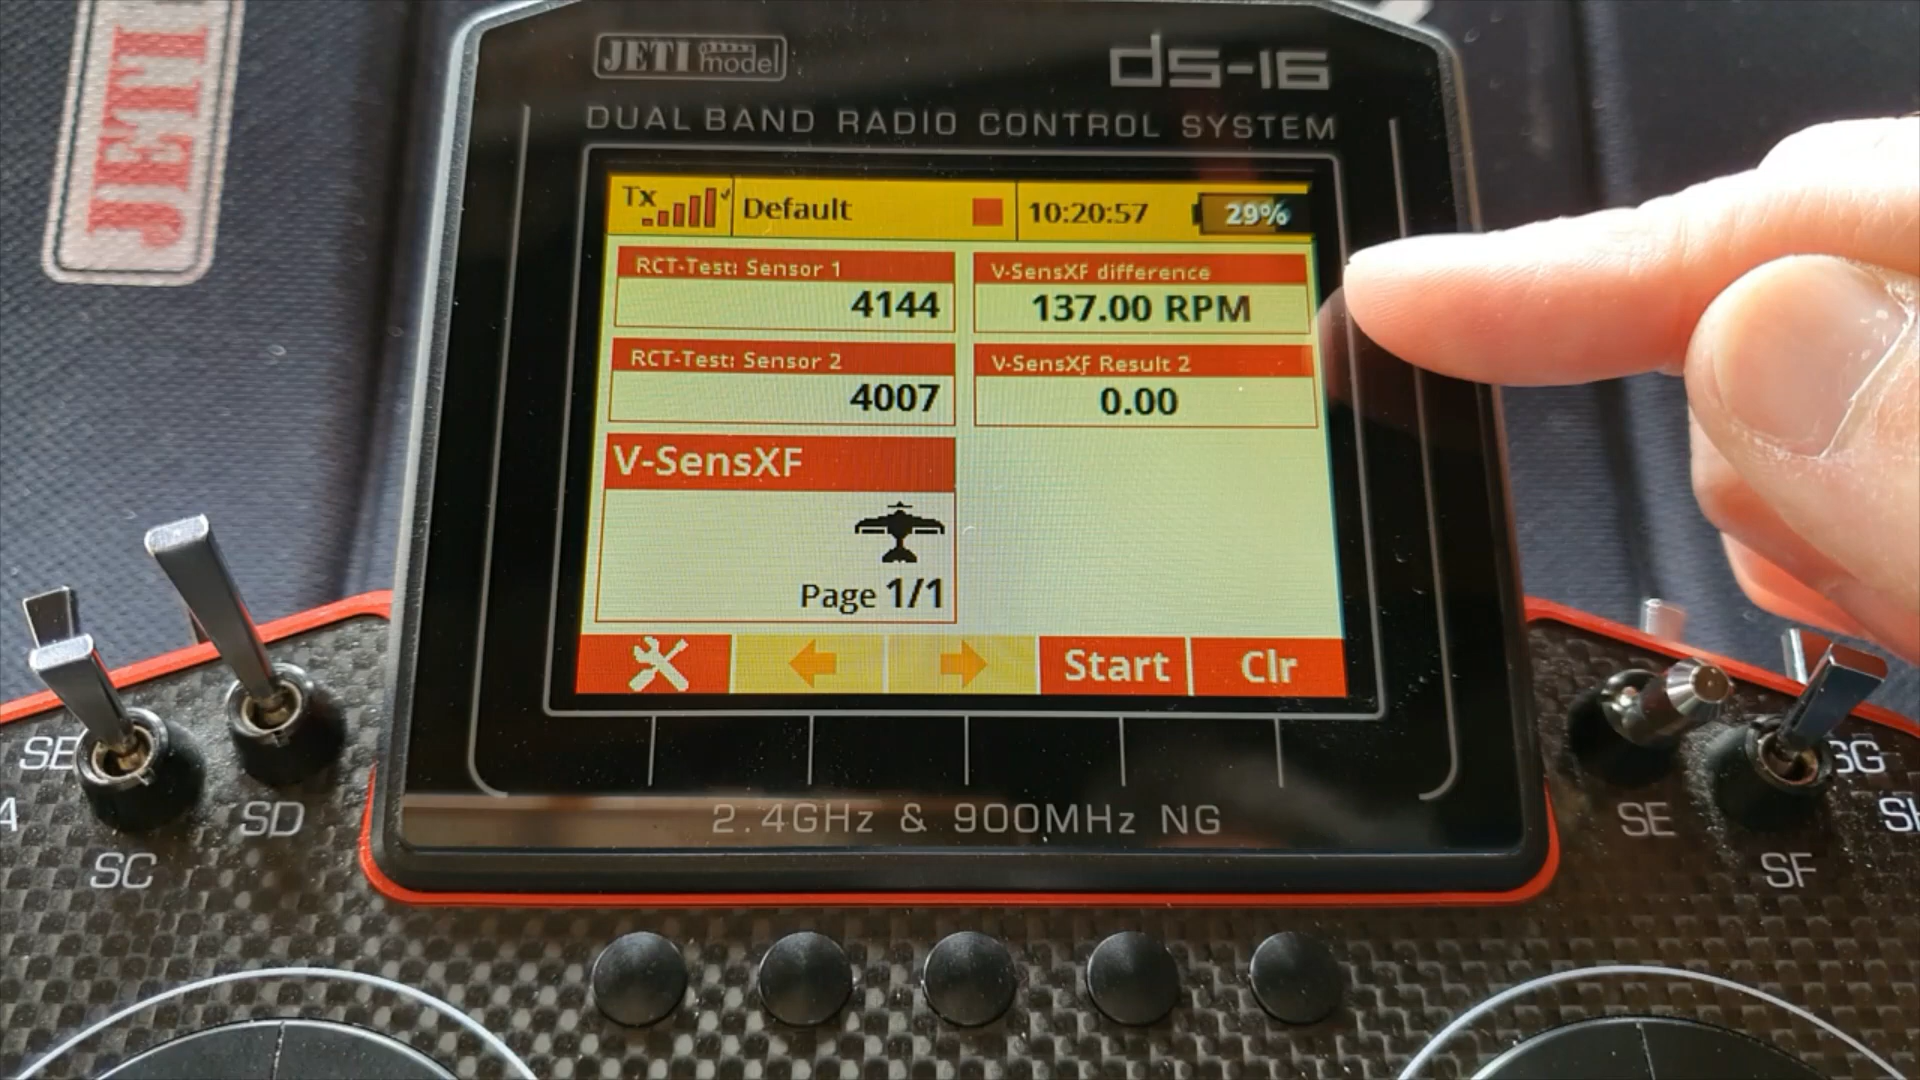 JETI
JETI model
DS-16
DUAL BAND RADIO CONTROL SYSTEM
Tx Default 10:20:57 29%
RCT-Test: Sensor 1
4144
V-SensXF difference
137.00 RPM
RCT-Test: Sensor 2
4007
V-SensXF Result 2
0.00
V-SensXF
Page 1/1
Start Clr
2.4GHz & 900MHz NG
SC
SD
SE
SF
SG